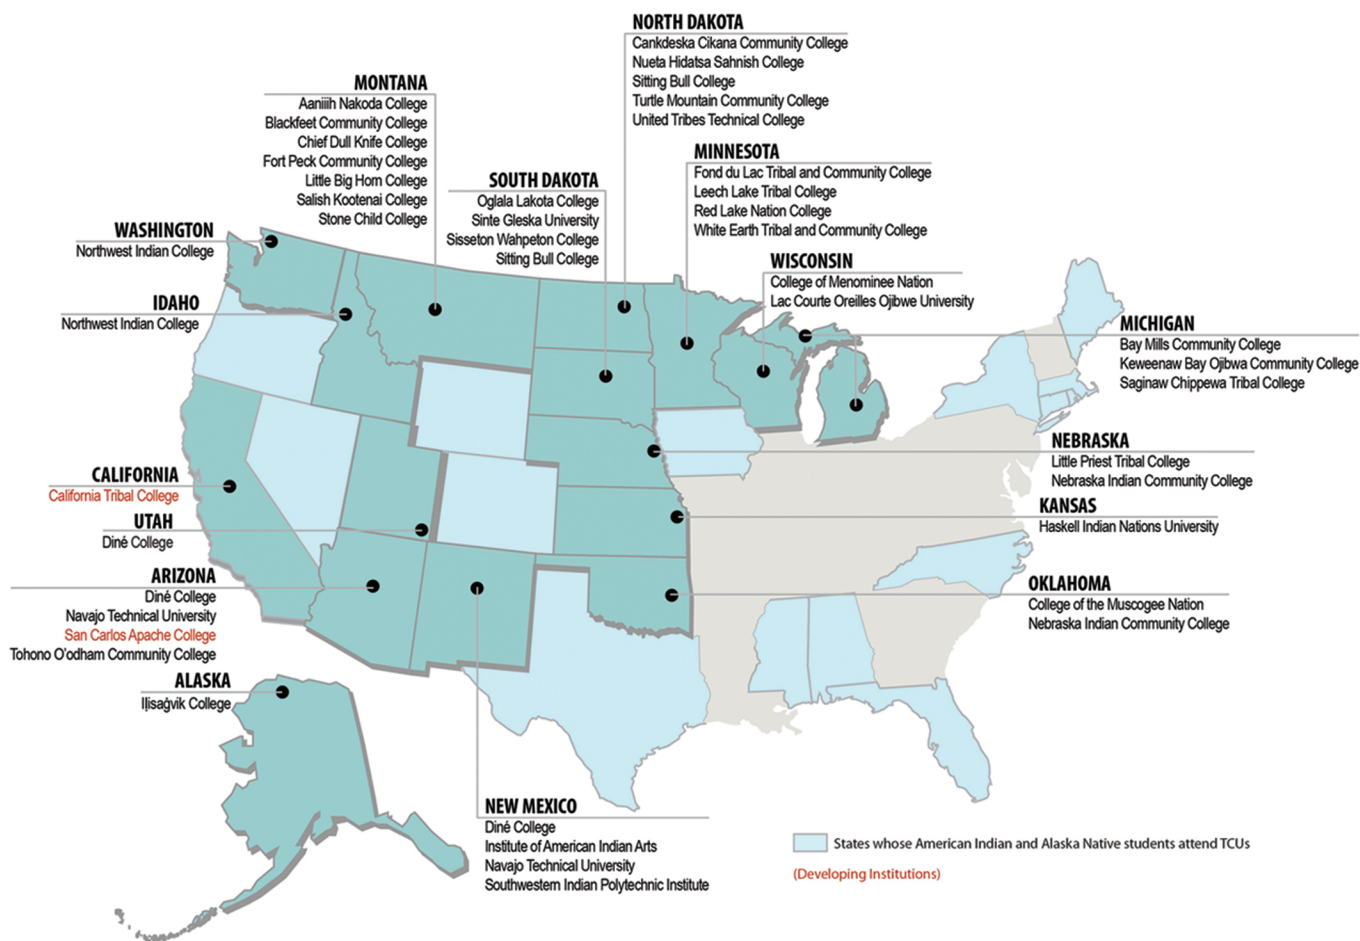 NORTH DAKOTA
Cankdeska Cikana Community College
Nueta Hidatsa Sahnish College
Sitting Bull College
Turtle Mountain Community College
United Tribes Technical College
MONTANA
Aaniiih Nakoda College
Blackfeet Community College
Chief Dull Knife College
Fort Peck Community College
Little Big Horn College
Salish Kootenai College
Stone Child College
MINNESOTA
Fond du Lac Tribal and Community College
Leech Lake Tribal College
Red Lake Nation College
White Earth Tribal and Community College
SOUTH DAKOTA
Oglala Lakota College
Sinte Gleska University
Sisseton Wahpeton College
Sitting Bull College
WASHINGTON
Northwest Indian College
WISCONSIN
College of Menominee Nation
Lac Courte Oreilles Ojibwe University
IDAHO
Northwest Indian College
MICHIGAN
Bay Mills Community College
Keweenaw Bay Ojibwa Community College
Saginaw Chippewa Tribal College
NEBRASKA
Little Priest Tribal College
Nebraska Indian Community College
CALIFORNIA
California Tribal College
KANSAS
Haskell Indian Nations University
UTAH
Diné College
ARIZONA
Diné College
Navajo Technical University
San Carlos Apache College
Tohono O'odham Community College
OKLAHOMA
College of the Muscogee Nation
Nebraska Indian Community College
ALASKA
Iḷisaġvik College
NEW MEXICO
Diné College
Institute of American Indian Arts
Navajo Technical University
Southwestern Indian Polytechnic Institute
States whose American Indian and Alaska Native students attend TCUs
(Developing Institutions)